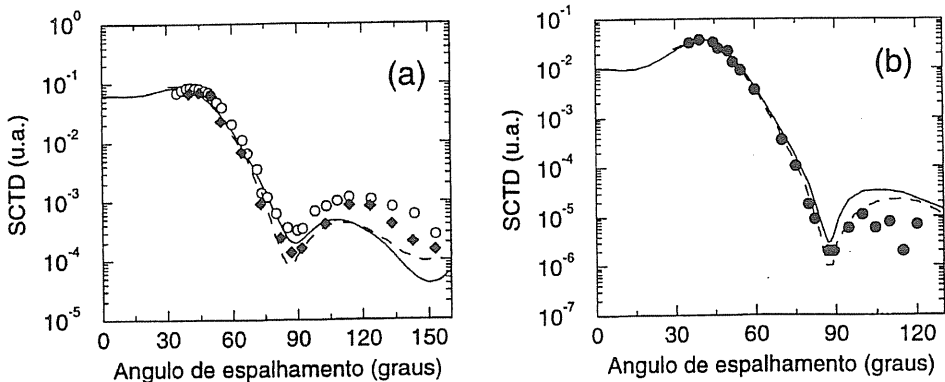 10^0
10^-1
10^-2
10^-3
10^-4
10^-5
SCTD (u.a.)
(a)
0 30 60 90 120 150
Angulo de espalhamento (graus)
10^-1
10^-2
10^-3
10^-4
10^-5
10^-6
10^-7
SCTD (u.a.)
(b)
0 30 60 90 120
Angulo de espalhamento (graus)